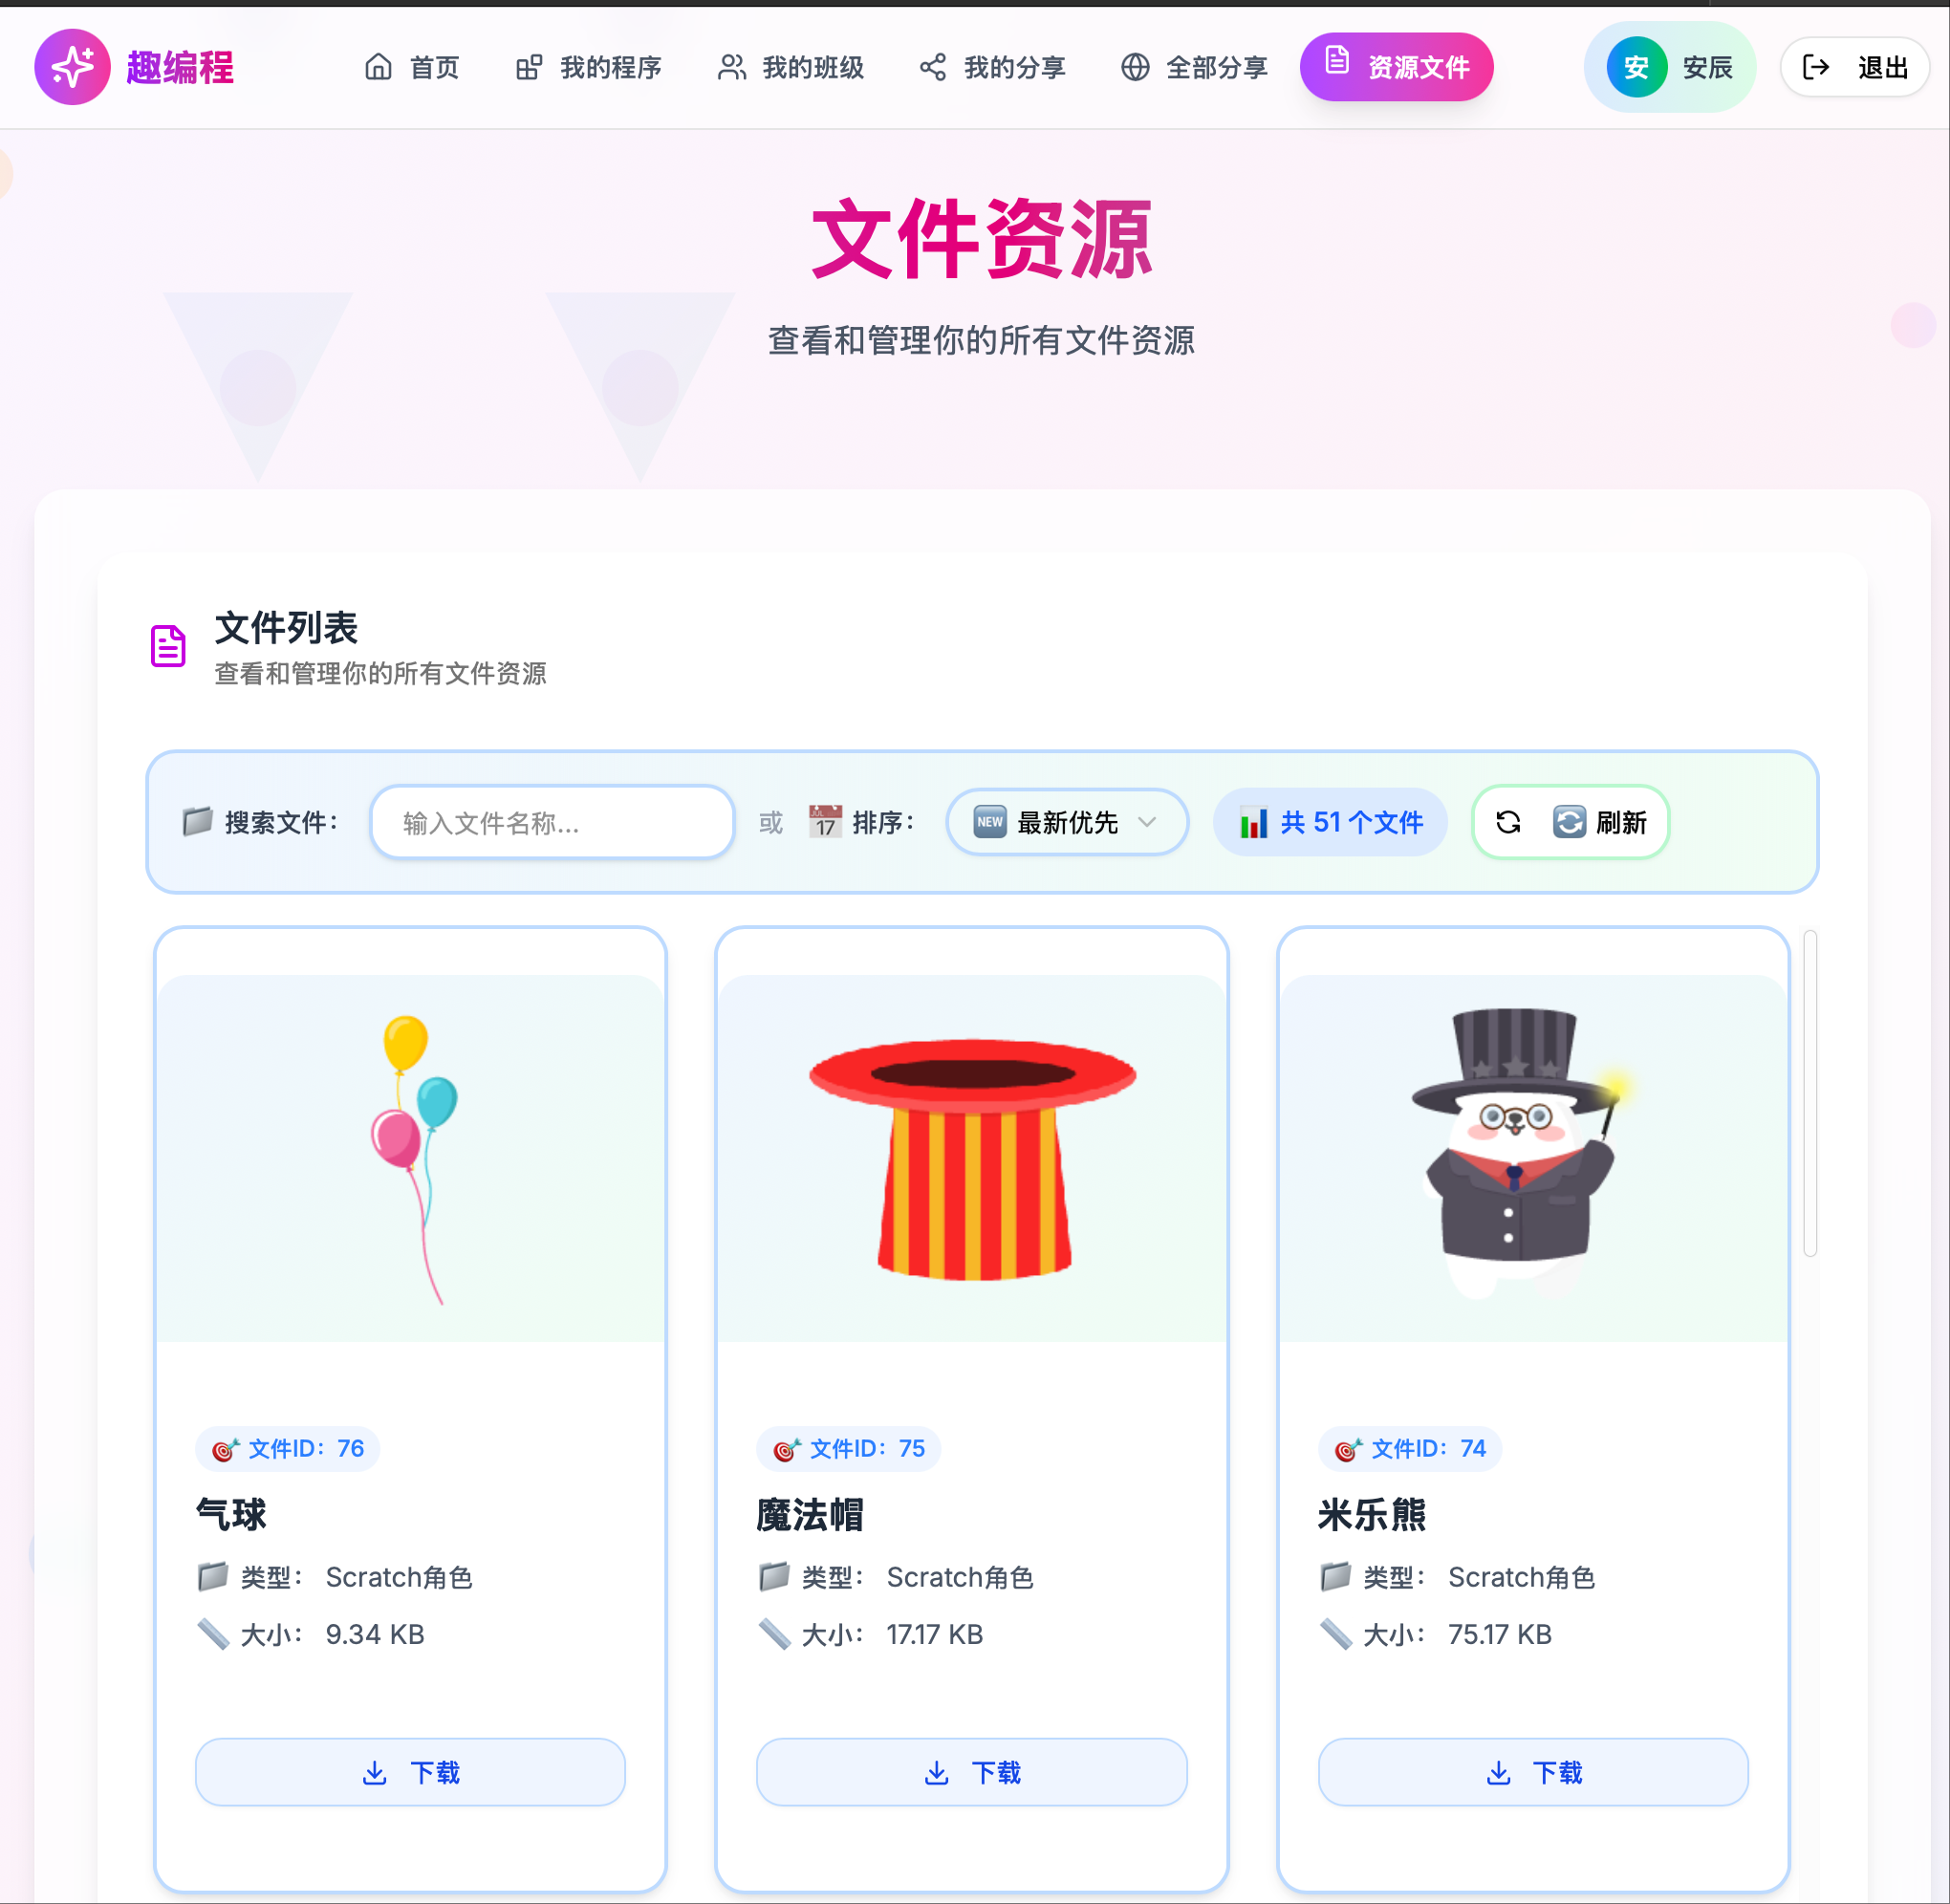 趣编程 首页 我的程序 我的班级 我的分享 全部分享 资源文件 安 安辰 退出
文件资源
查看和管理你的所有文件资源
文件列表
查看和管理你的所有文件资源
搜索文件： 输入文件名称... 或 JUL 17 排序： NEW 最新优先 共 51 个文件 刷新
文件ID：76 文件ID：75 文件ID：74
气球 魔法帽 米乐熊
类型： Scratch角色 类型： Scratch角色 类型： Scratch角色
大小： 9.34 KB 大小： 17.17 KB 大小： 75.17 KB
下载 下载 下载